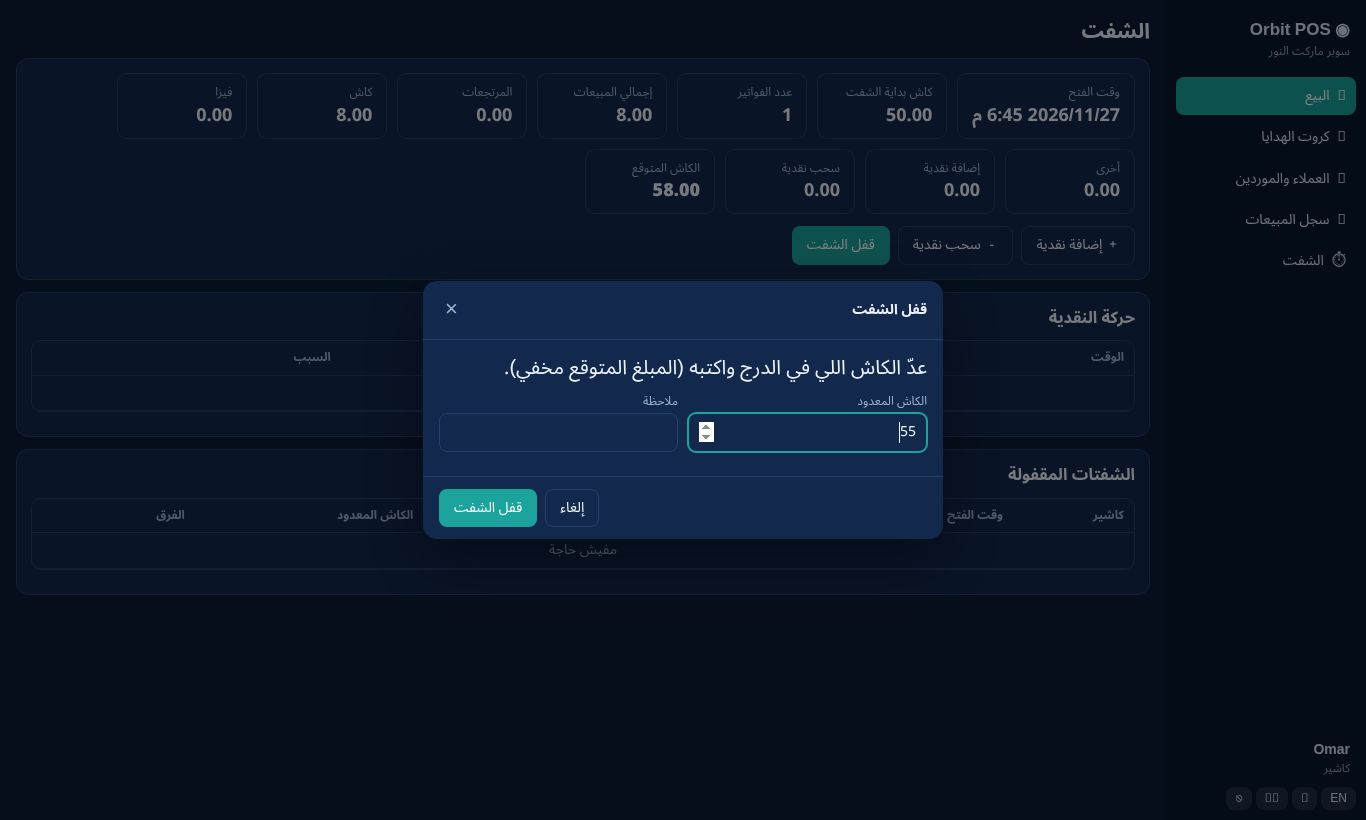 ◉ Orbit POS
سوبر ماركت النور
البيع
كروت الهدايا
العملاء والموردين
سجل المبيعات
الشفت
الشفت
وقت الفتح
2026/11/27 6:45 م
كاش بداية الشفت
50.00
عدد الفواتير
1
إجمالي المبيعات
8.00
المرتجعات
0.00
كاش
8.00
فيزا
0.00
أخرى
0.00
إضافة نقدية
0.00
سحب نقدية
0.00
الكاش المتوقع
58.00
+ إضافة نقدية
- سحب نقدية
قفل الشفت
حركة النقدية
الوقت
السبب
قفل الشفت ×
عدّ الكاش اللي في الدرج واكتبه (المبلغ المتوقع مخفي).
الكاش المعدود
ملاحظة
55
إلغاء
قفل الشفت
الشفتات المقفولة
كاشير
وقت الفتح
الكاش المعدود
الفرق
مفيش حاجة
Omar
كاشير
EN